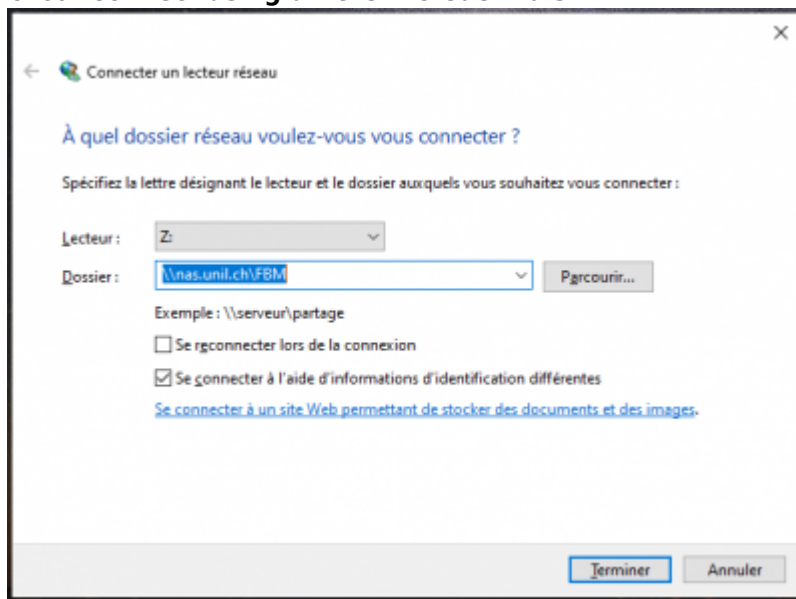 Connecter un lecteur réseau
À quel dossier réseau voulez-vous vous connecter ?
Spécifiez la lettre désignant le lecteur et le dossier auxquels vous souhaitez vous connecter :
Lecteur : Z:
Dossier : \\nas.unil.ch\FBM Parcourir...
Exemple : \\serveur\partage
Se reconnecter lors de la connexion
Se connecter à l'aide d'informations d'identification différentes
Se connecter à un site Web permettant de stocker des documents et des images.
Terminer Annuler